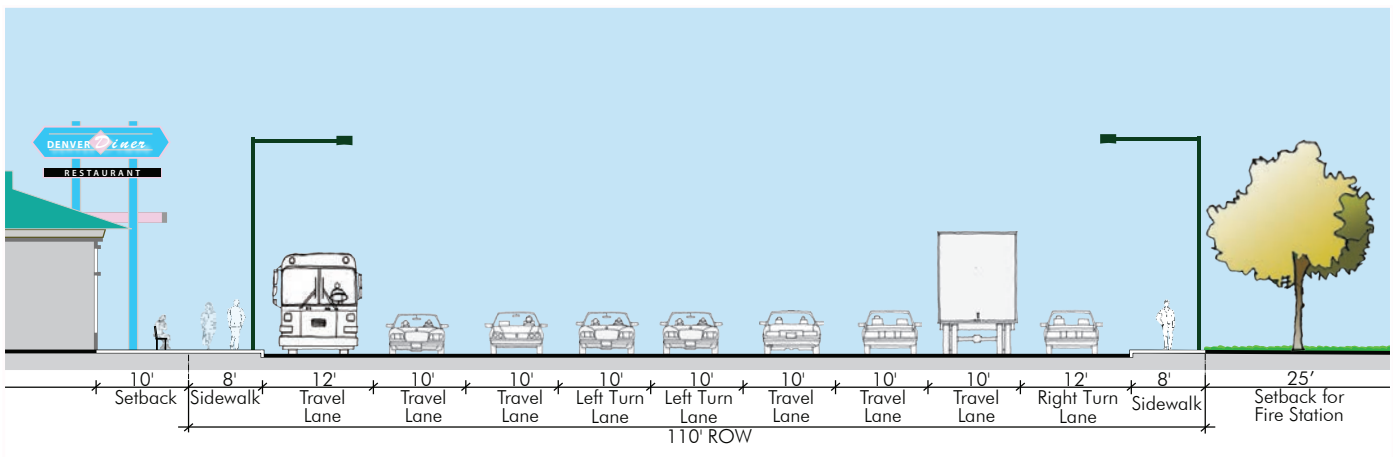 DENVER Diner
RESTAURANT
10' 8' 12' 10' 10' 10' 10' 10' 10' 10' 12' 8' 25’
Setback Sidewalk Travel Lane Travel Lane Travel Lane Left Turn Lane Left Turn Lane Travel Lane Travel Lane Travel Lane Right Turn Lane Sidewalk Setback for Fire Station
110' ROW